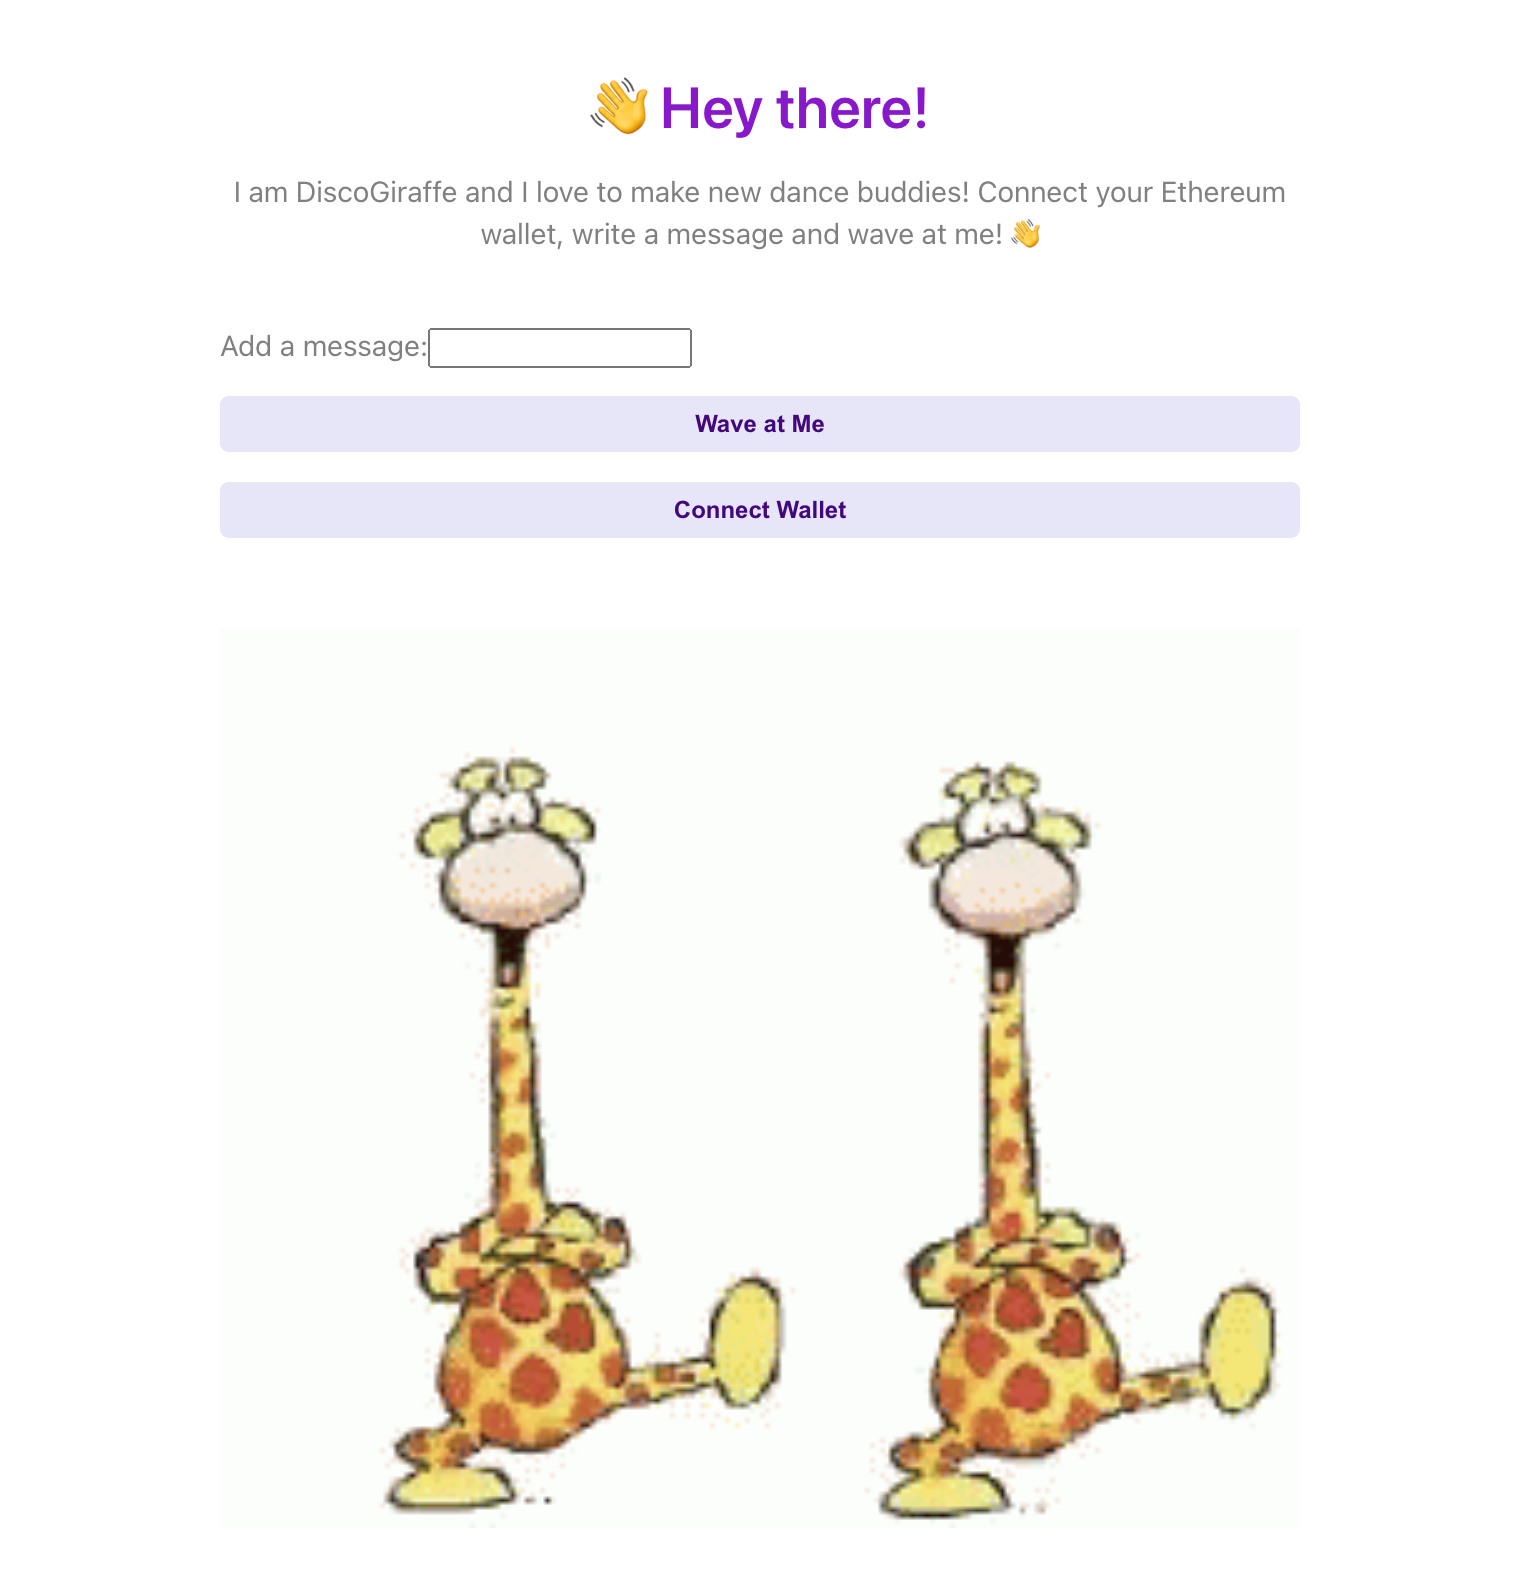 👋 Hey there!
I am DiscoGiraffe and I love to make new dance buddies! Connect your Ethereum
wallet, write a message and wave at me! 👋
Add a message:
Wave at Me
Connect Wallet